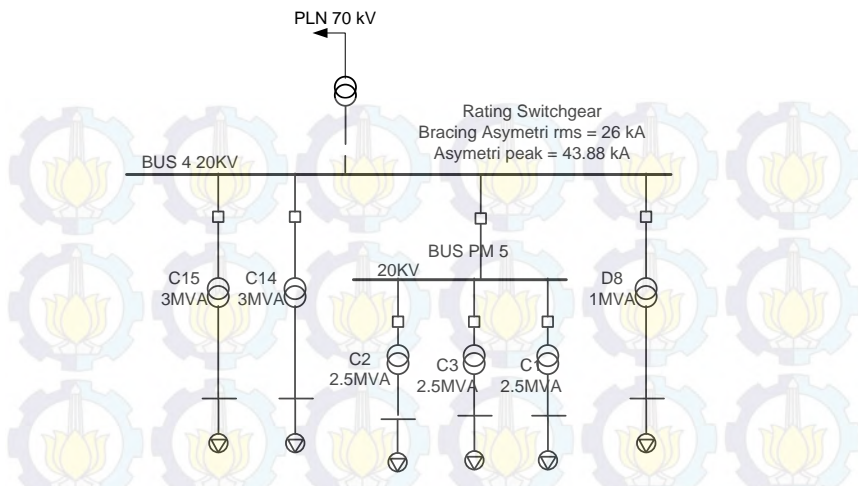 PLN 70 kV
Rating Switchgear
Bracing Asymetri rms = 26 kA
Asymetri peak = 43.88 kA
BUS 4 20KV
BUS PM 5
20KV
C15
3MVA
C14
3MVA
D8
1MVA
C2
2.5MVA
C3
2.5MVA
C1
2.5MVA